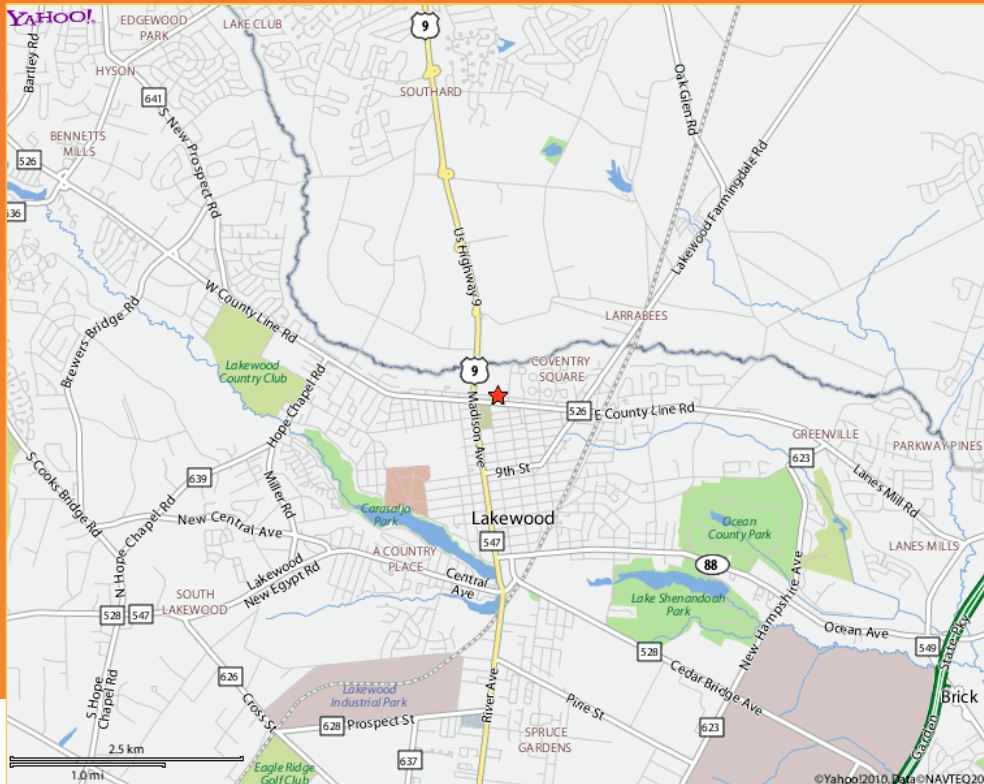 YAHOO!
EDGEWOOD
PARK
LAKE CLUB
9
Bartley Rd
HYSON
SOUTHARD
Oak Glen Rd
641
S New Prospect Rd
BENNETTS
MILLS
526
Lakewood Farmingdale Rd
636
Us Highway 9
W County Line Rd
LARRABEES
Brewers Bridge Rd
Lakewood
Country Club
9
COVENTRY
SQUARE
Hope Chapel Rd
Madison Ave
526
E County Line Rd
GREENVILLE
PARKWAY PINES
S Cooks Bridge Rd
639
Miller Rd
9th St
623
Lanes Mill Rd
N Hope Chapel Rd
New Central Ave
Carasaljo
Park
Lakewood
Ocean
County Park
547
A COUNTRY
PLACE
LANES MILLS
88
Lakewood
New Egypt Rd
Central
Ave
SOUTH
LAKEWOOD
Lake Shenandoah
Park
New Hampshire Ave
528
547
Ocean Ave
549
State Pky
528
626
Cedar Bridge Ave
S Hope
Chapel Rd
Cross St
Lakewood
Industrial Park
River Ave
Pine St
Brick
628
Prospect St
623
SPRUCE
GARDENS
Garden
2.5 km
637
1.0 mi
Eagle Ridge
Golf Club
©Yahoo!2010, Data©NAVTEQ20